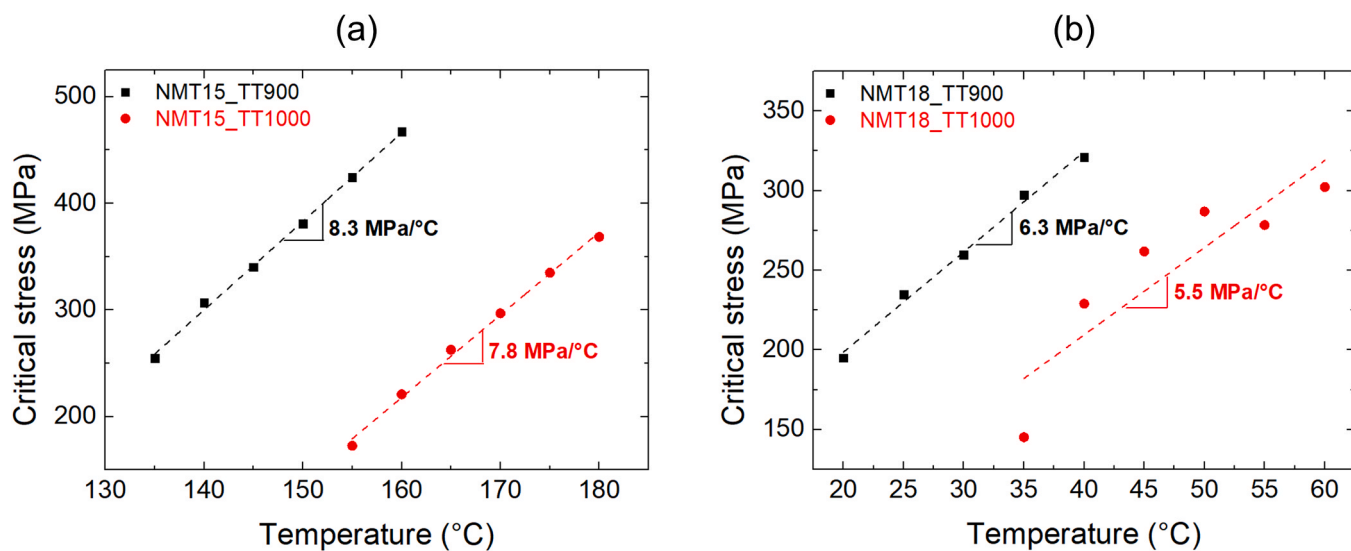 (a)
NMT15_TT900
NMT15_TT1000
500
400
300
200
Critical stress (MPa)
8.3 MPa/°C
7.8 MPa/°C
130 140 150 160 170 180
Temperature (°C)
(b)
NMT18_TT900
NMT18_TT1000
350
300
250
200
150
Critical stress (MPa)
6.3 MPa/°C
5.5 MPa/°C
20 25 30 35 40 45 50 55 60
Temperature (°C)